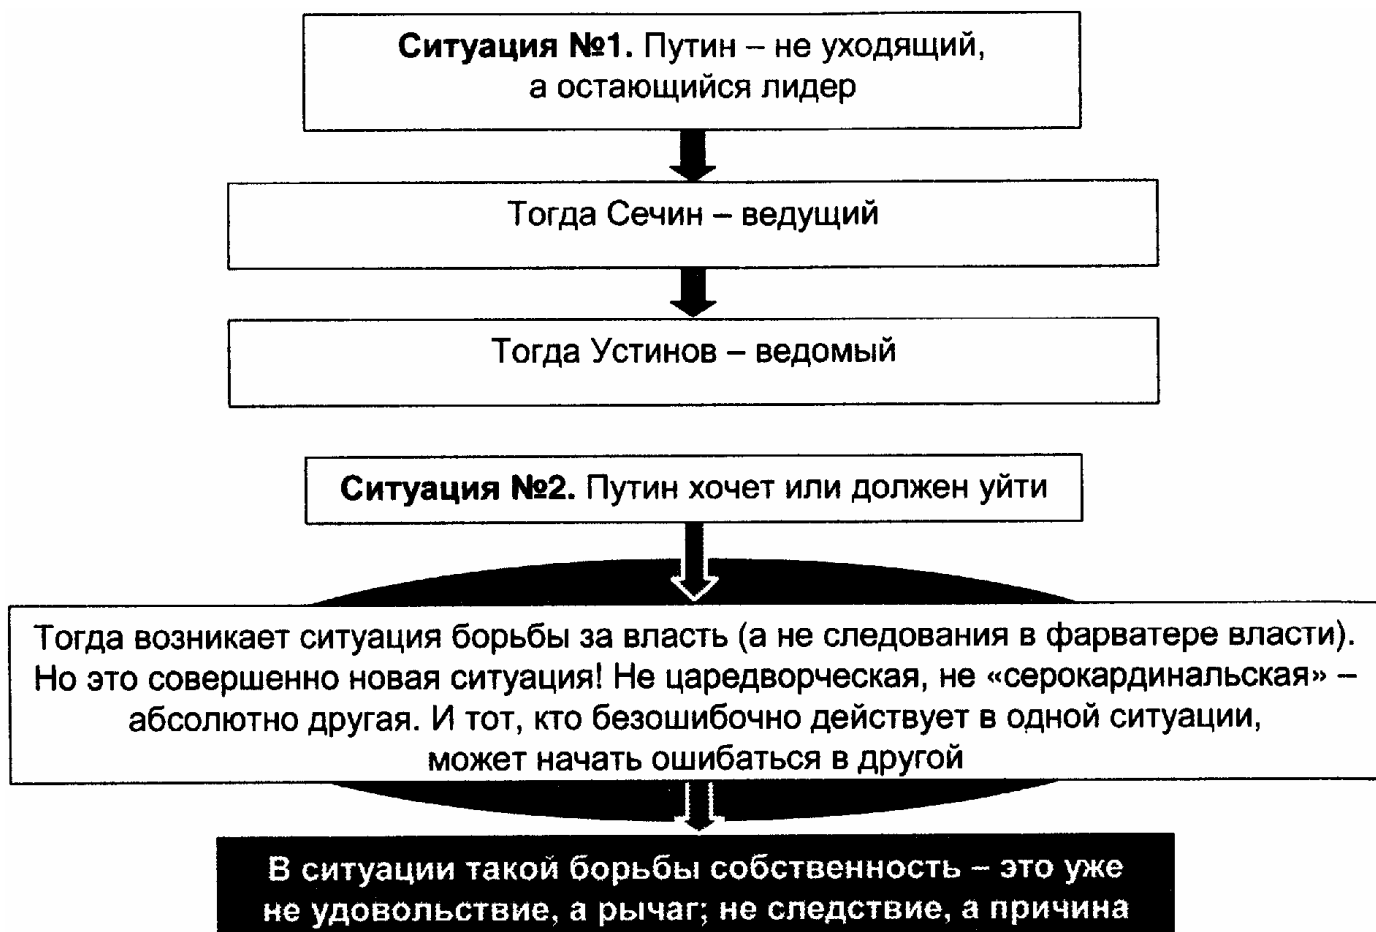 Ситуация №1. Путин – не уходящий,
а остающийся лидер
Тогда Сечин – ведущий
Тогда Устинов – ведомый
Ситуация №2. Путин хочет или должен уйти
Тогда возникает ситуация борьбы за власть (а не следования в фарватере власти).
Но это совершенно новая ситуация! Не царедворческая, не «серокардинальская» –
абсолютно другая. И тот, кто безошибочно действует в одной ситуации,
может начать ошибаться в другой
В ситуации такой борьбы собственность – это уже
не удовольствие, а рычаг; не следствие, а причина